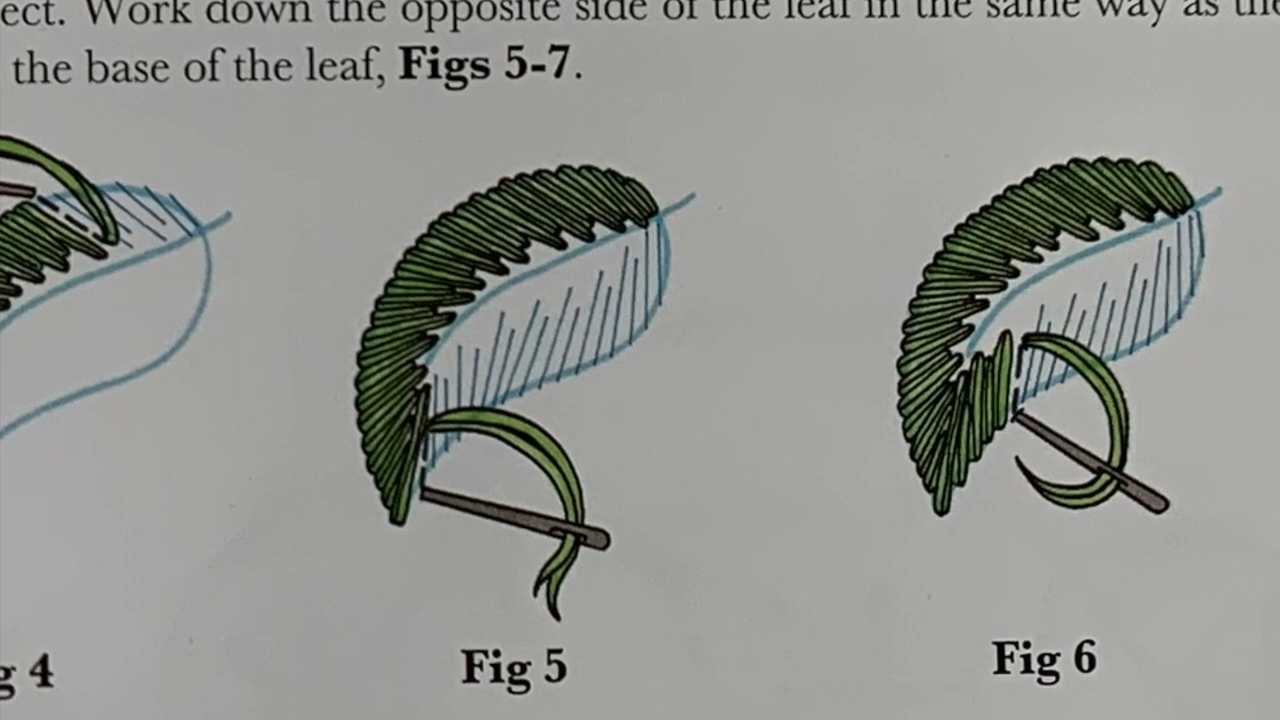 ect. Work down the opposite side of the leaf in the same way as the
the base of the leaf, Figs 5-7.
g 4
Fig 5
Fig 6